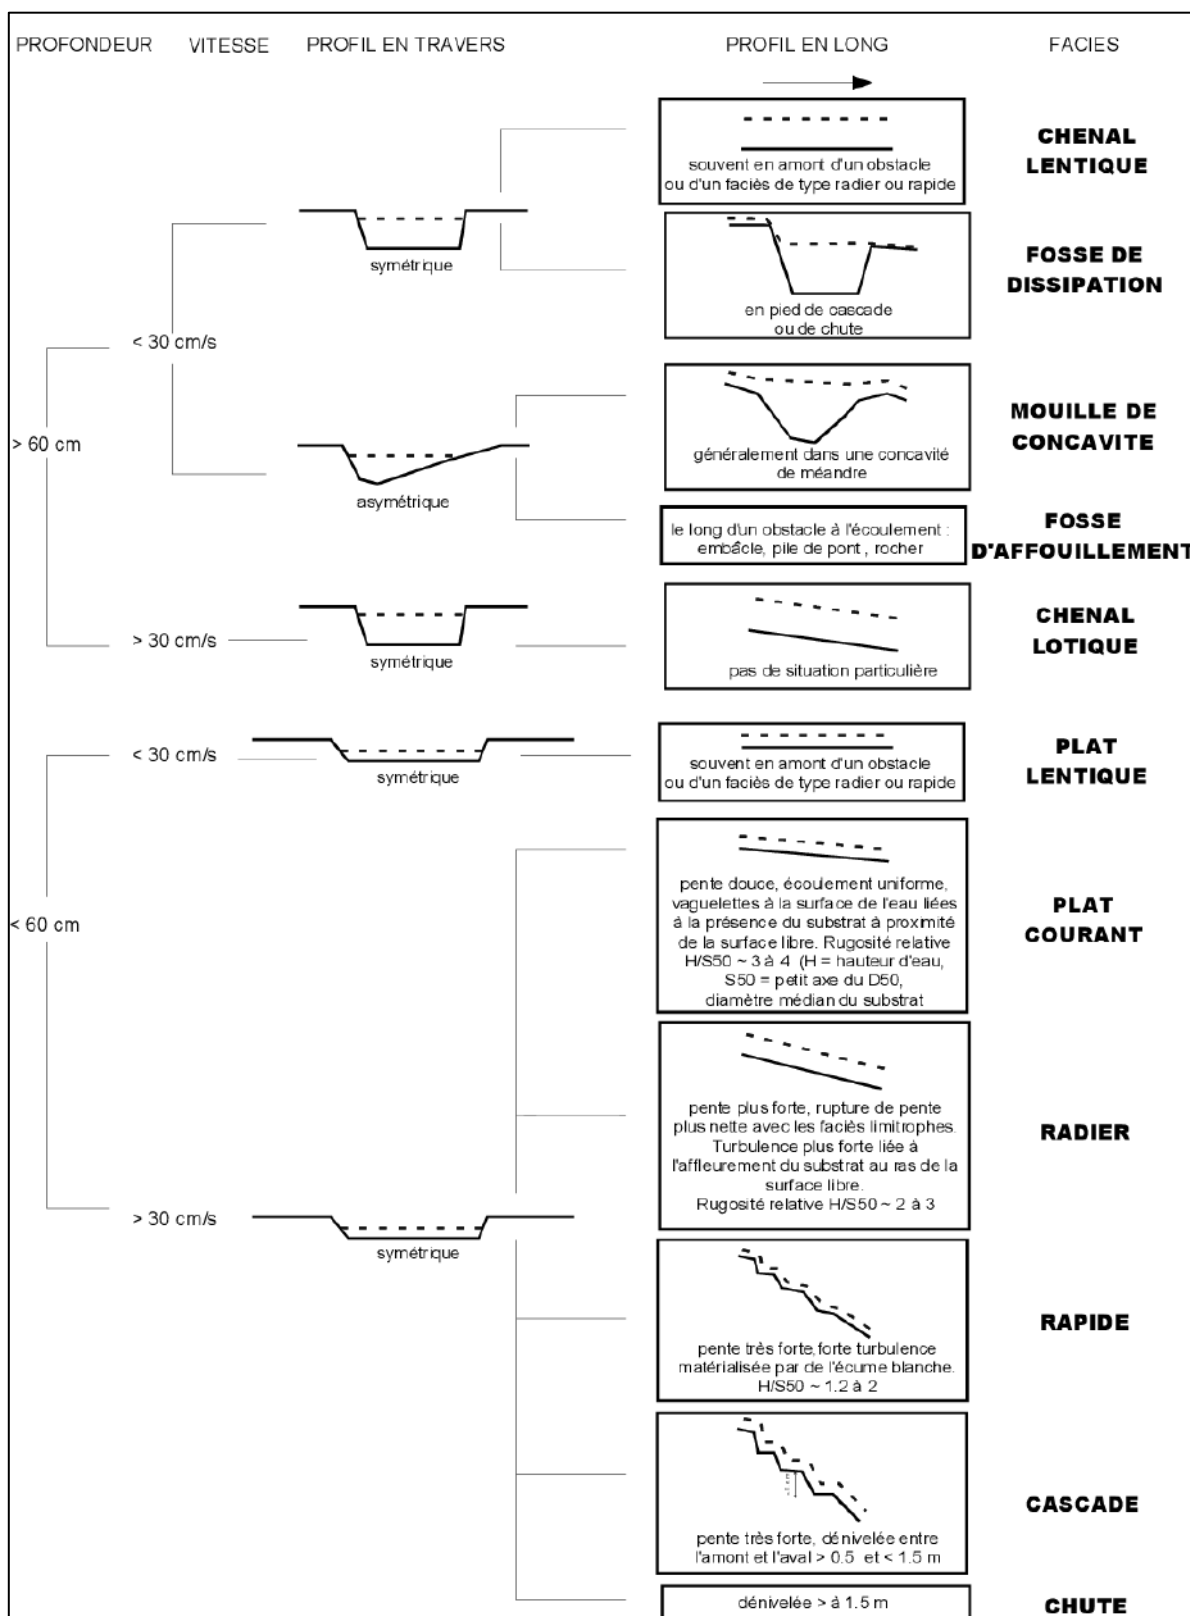 PROFONDEUR VITESSE PROFIL EN TRAVERS PROFIL EN LONG FACIES
souvent en amont d'un obstacle
ou d'un faciès de type radier ou rapide
CHENAL
LENTIQUE
symétrique
en pied de cascade
ou de chute
FOSSE DE
DISSIPATION
< 30 cm/s
> 60 cm
asymétrique
généralement dans une concavité
de méandre
MOUILLE DE
CONCAVITE
le long d'un obstacle à l'écoulement :
embâcle, pile de pont , rocher
FOSSE
D'AFFOUILLEMENT
> 30 cm/s
symétrique
pas de situation particulière
CHENAL
LOTIQUE
< 30 cm/s
symétrique
souvent en amont d'un obstacle
ou d'un faciès de type radier ou rapide
PLAT
LENTIQUE
< 60 cm
pente douce, écoulement uniforme,
vaguelettes à la surface de l'eau liées
à la présence du substrat à proximité
de la surface libre. Rugosité relative
H/S50 ~ 3 à 4 (H = hauteur d'eau,
S50 = petit axe du D50,
diamètre médian du substrat
PLAT
COURANT
pente plus forte, rupture de pente
plus nette avec les faciès limitrophes.
Turbulence plus forte liée à
l'affleurement du substrat au ras de la
surface libre.
Rugosité relative H/S50 ~ 2 à 3
RADIER
> 30 cm/s
symétrique
pente très forte, forte turbulence
matérialisée par de l'écume blanche.
H/S50 ~ 1.2 à 2
RAPIDE
pente très forte, dénivelée entre
l'amont et l'aval > 0.5 et < 1.5 m
CASCADE
dénivelée > à 1.5 m
CHUTE